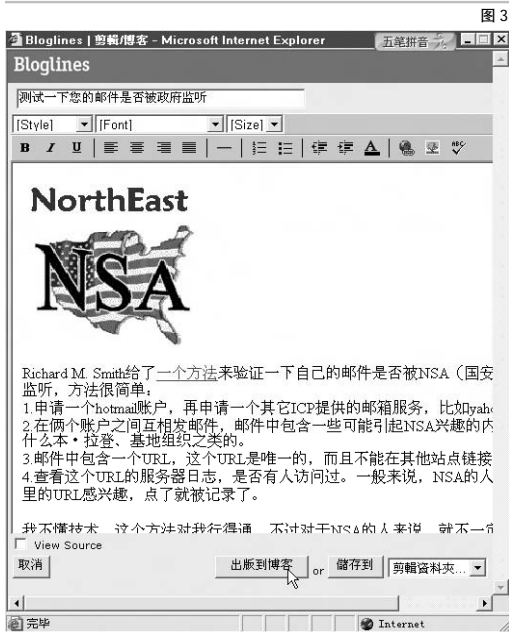 图 3
Bloglines | 剪輯/博客 - Microsoft Internet Explorer
五笔拼音
Bloglines
测试一下您的邮件是否被政府监听
[Style] [Font] [Size]
B I U A ABC
NorthEast
NSA
Richard M. Smith给了一个方法来验证一下自己的邮件是否被NSA（国安
监听，方法很简单：
1.申请一个hotmail账户，再申请一个其它ICP提供的邮箱服务，比如yaho
2.在两个账户之间互相发邮件，邮件中包含一些可能引起NSA兴趣的内
什么本·拉登、基地组织之类的。
3.邮件中包含一个URL，这个URL是唯一的，而且不能在其他站点链接
4.查看这个URL的服务器日志，是否有人访问过。一般来说，NSA的人
里的URL感兴趣，点了就被记录了。
我不懂技术，这个方法对我行得通，不过对于NSA的人来说，就不一定
View Source
取消 出版到博客 or 儲存到 剪輯資料夾...
完毕 Internet